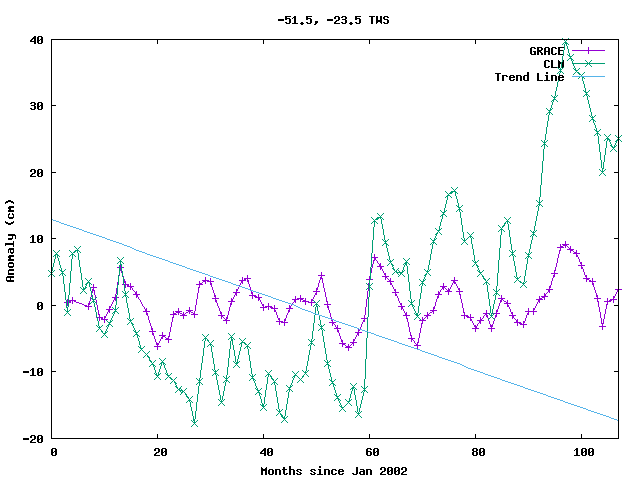 -51.5, -23.5 TWS
GRACE
CLM
Trend Line
Anomaly (cm)
40
30
20
10
0
-10
-20
0 20 40 60 80 100
Months since Jan 2002